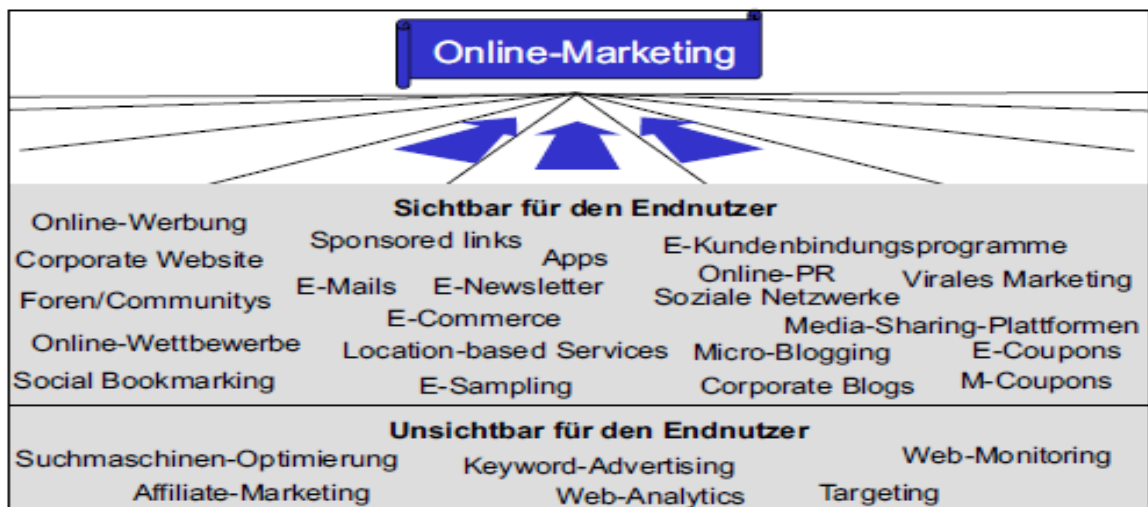 Online-Marketing
Sichtbar für den Endnutzer
Online-Werbung
Sponsored links
Apps
E-Kundenbindungsprogramme
Corporate Website
Online-PR
Virales Marketing
Foren/Communitys
E-Mails
E-Newsletter
Soziale Netzwerke
E-Commerce
Media-Sharing-Plattformen
Online-Wettbewerbe
Location-based Services
Micro-Blogging
E-Coupons
Social Bookmarking
E-Sampling
Corporate Blogs
M-Coupons
Unsichtbar für den Endnutzer
Suchmaschinen-Optimierung
Keyword-Advertising
Web-Monitoring
Affiliate-Marketing
Web-Analytics
Targeting